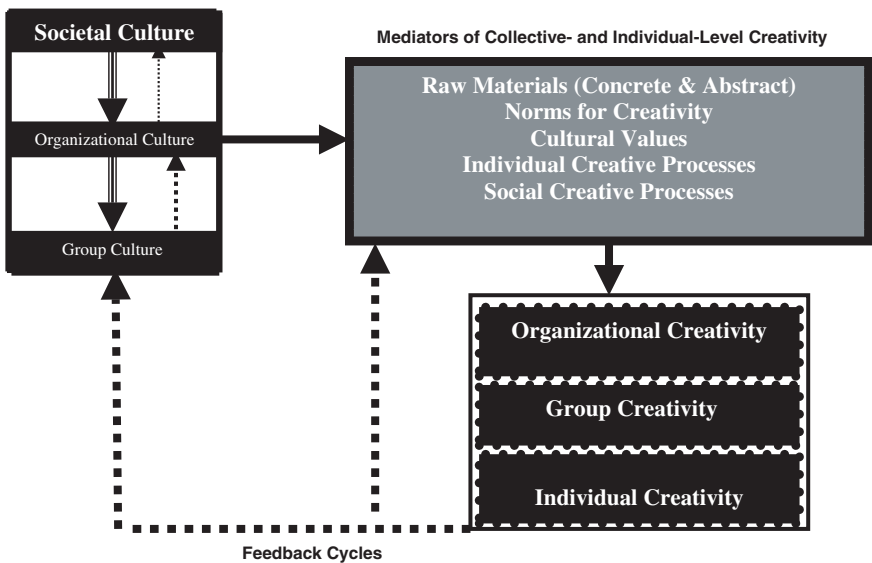 Societal Culture
Organizational Culture
Group Culture
Mediators of Collective- and Individual-Level Creativity
Raw Materials (Concrete & Abstract)
Norms for Creativity
Cultural Values
Individual Creative Processes
Social Creative Processes
Organizational Creativity
Group Creativity
Individual Creativity
Feedback Cycles